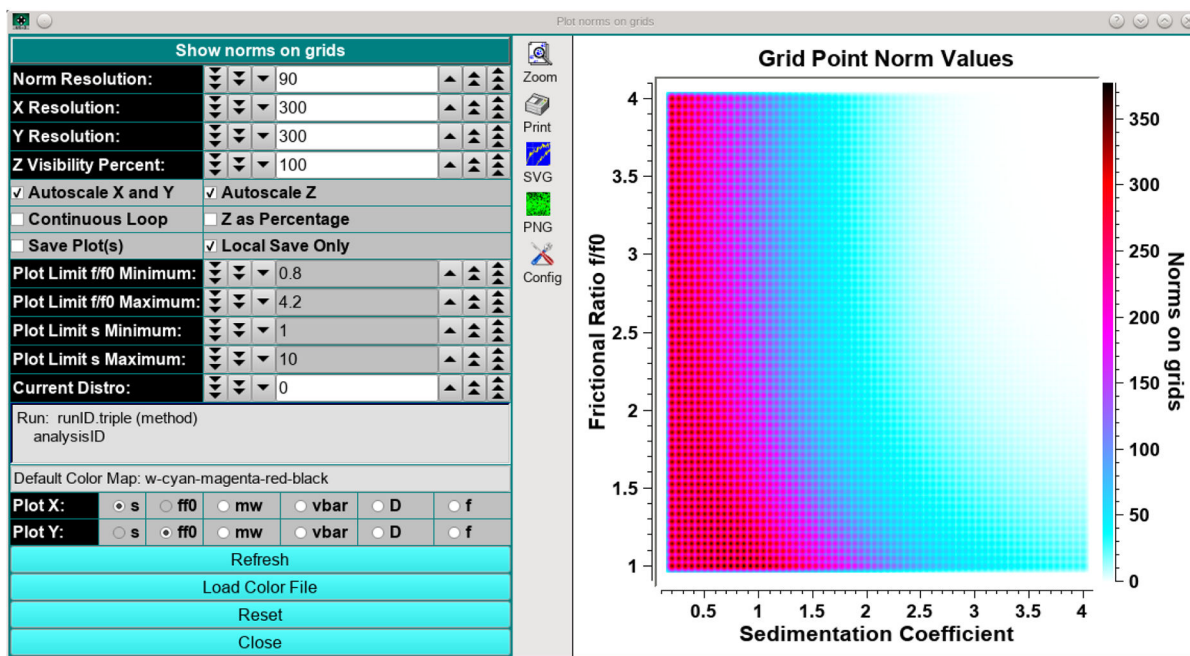 Plot norms on grids
Show norms on grids
Norm Resolution: 90
X Resolution: 300
Y Resolution: 300
Z Visibility Percent: 100
Autoscale X and Y Autoscale Z
Continuous Loop Z as Percentage
Save Plot(s) Local Save Only
Plot Limit f/f0 Minimum: 0.8
Plot Limit f/f0 Maximum: 4.2
Plot Limit s Minimum: 1
Plot Limit s Maximum: 10
Current Distro: 0
Run: runID.triple (method)
analysisID
Default Color Map: w-cyan-magenta-red-black
Plot X: s ff0 mw vbar D f
Plot Y: s ff0 mw vbar D f
Refresh
Load Color File
Reset
Close
Zoom
Print
SVG
PNG
Config
Grid Point Norm Values
Frictional Ratio f/f0
4
3.5
3
2.5
2
1.5
1
0.5 1 1.5 2 2.5 3 3.5 4
Sedimentation Coefficient
350
300
250
200
150
100
50
0
Norms on grids